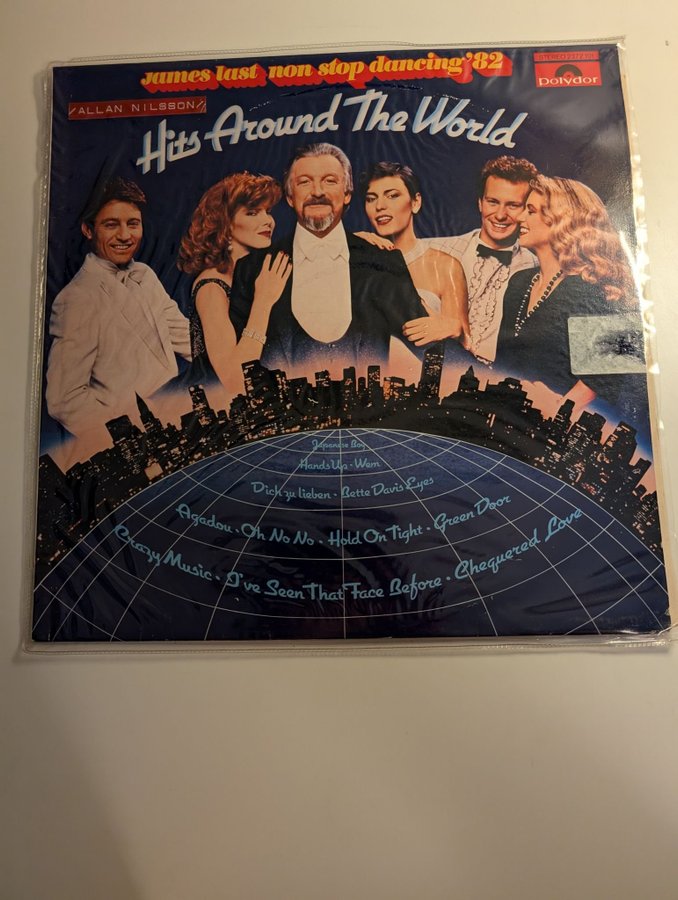 James last non stop dancing '82
STEREO
Polydor
/ALLAN NILSSON/
Hits Around The World
Japanese Boy
Hands Up • Wem
Dich zu lieben • Bette Davis Eyes
Agadou • Oh No No • Hold On Tight • Green Door
Crazy Music • I've Seen That Face Before • Chequered Love